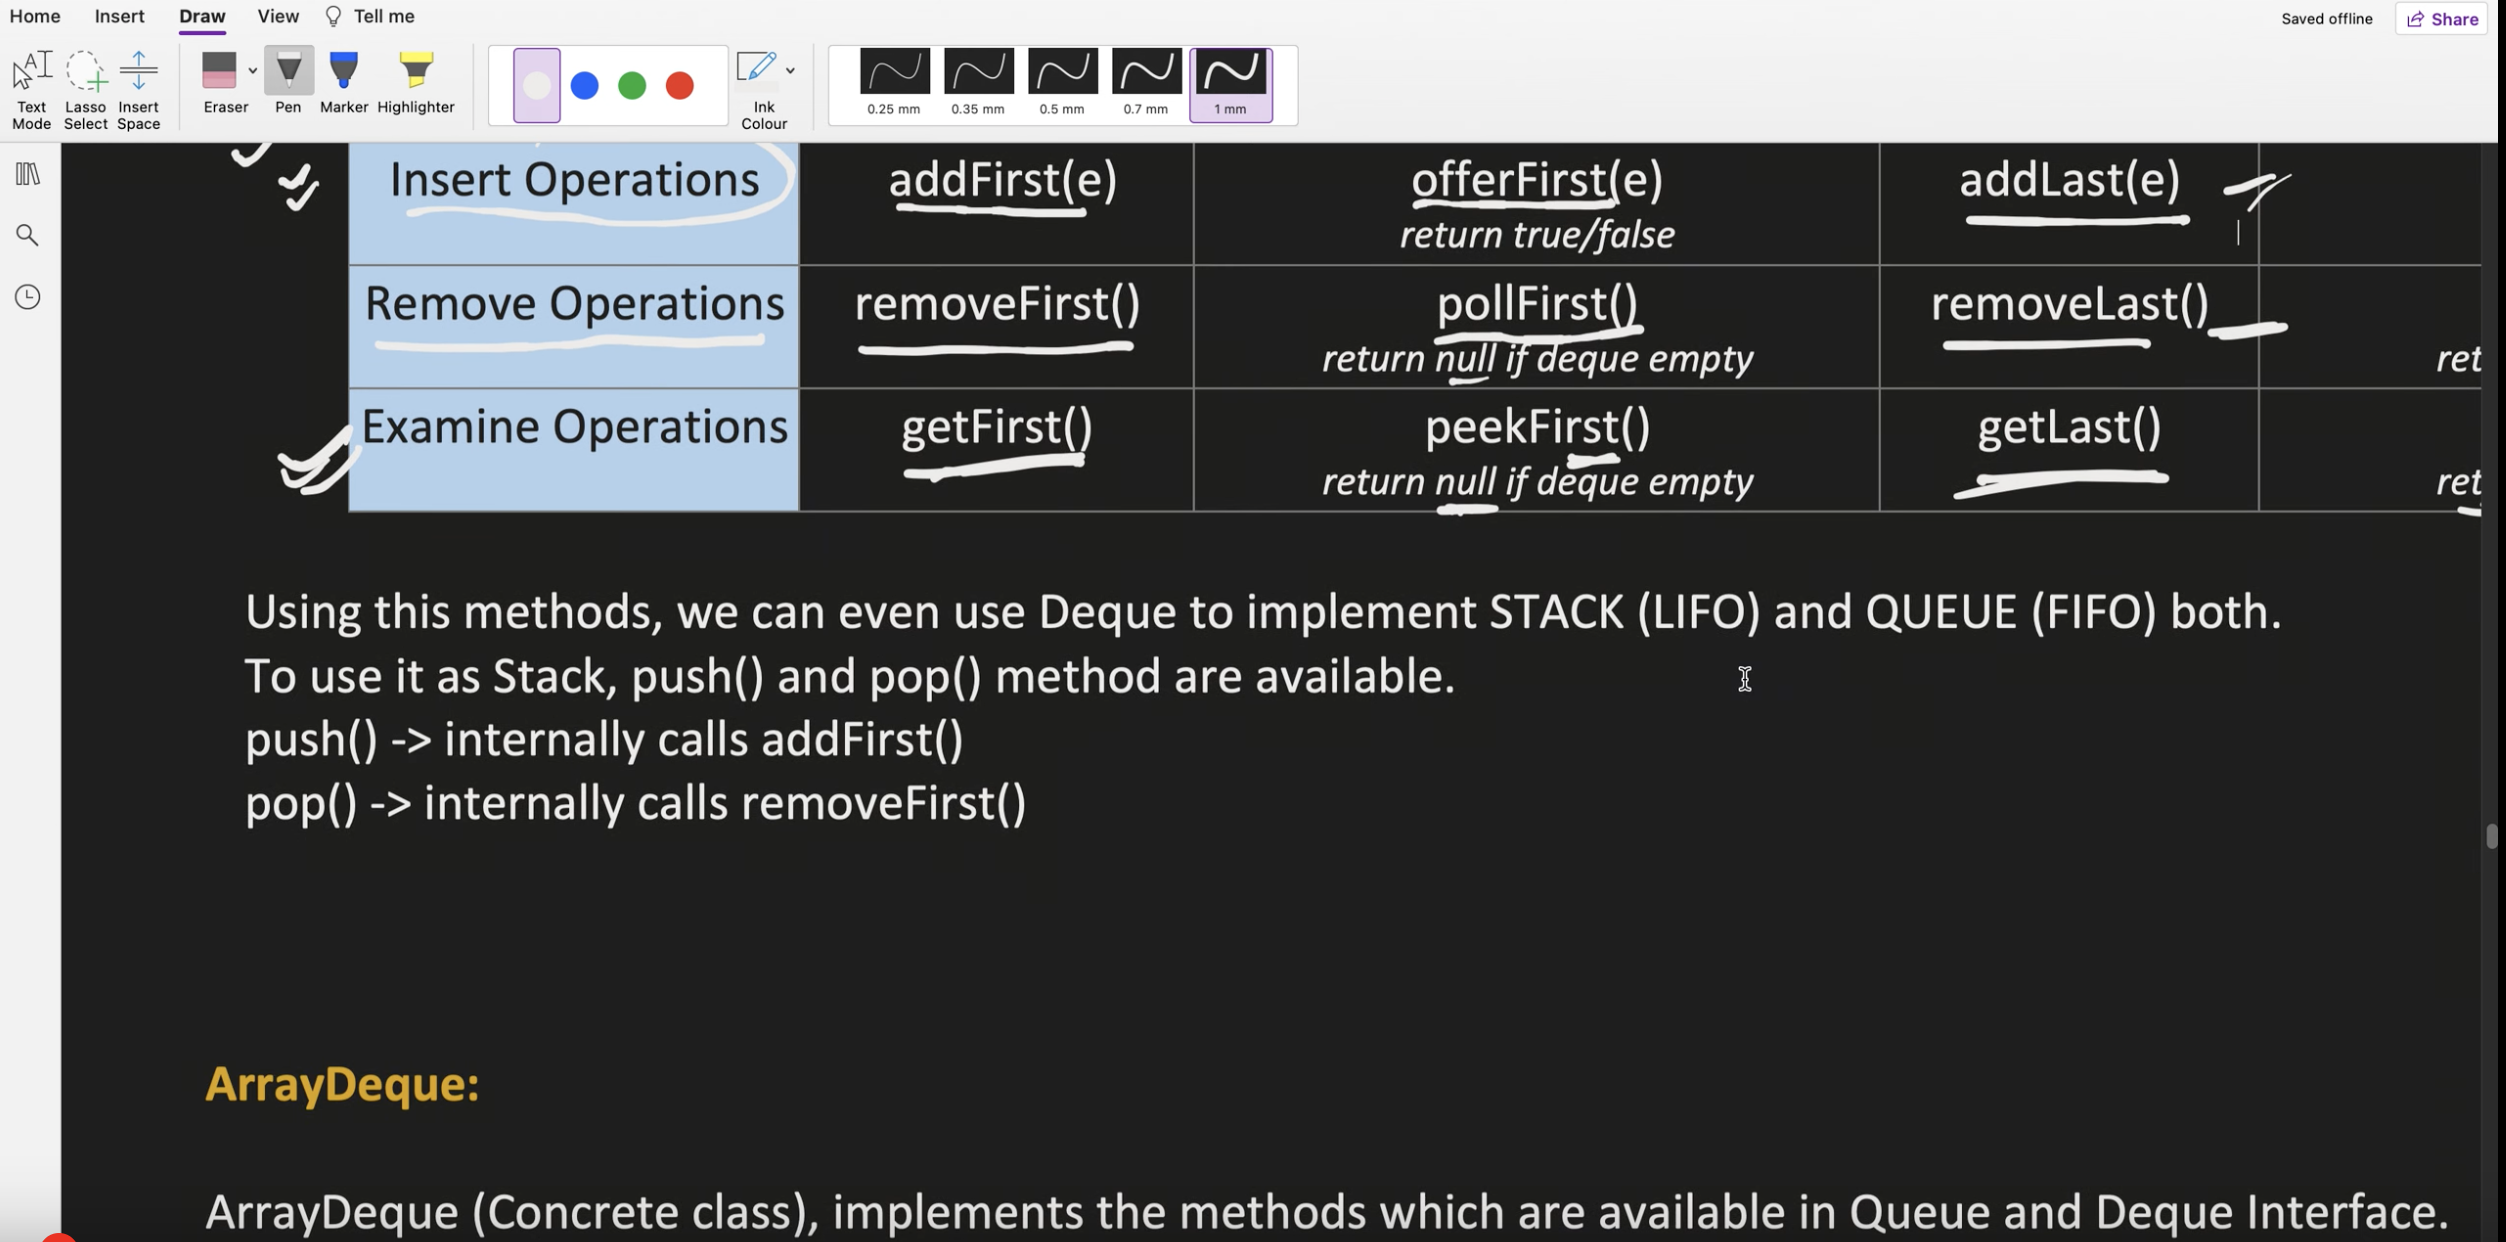 Home Insert Draw View Tell me Saved offline Share
Text Mode Lasso Select Insert Space Eraser Pen Marker Highlighter Ink Colour 0.25 mm 0.35 mm 0.5 mm 0.7 mm 1 mm
Insert Operations addFirst(e) offerFirst(e) addLast(e)
return true/false
Remove Operations removeFirst() pollFirst() removeLast()
return null if deque empty ret
Examine Operations getFirst() peekFirst() getLast()
return null if deque empty ret
Using this methods, we can even use Deque to implement STACK (LIFO) and QUEUE (FIFO) both.
To use it as Stack, push() and pop() method are available.
push() -> internally calls addFirst()
pop() -> internally calls removeFirst()
ArrayDeque:
ArrayDeque (Concrete class), implements the methods which are available in Queue and Deque Interface.